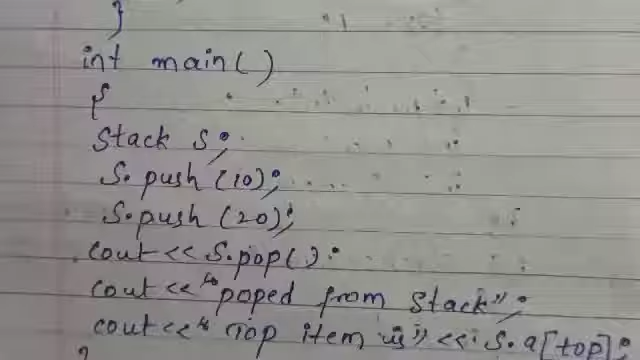 }
int main()
{
Stack S;
S.push (10);
S.push (20);
cout << S.pop();
cout << "poped from Stack";
cout << "Top item is" << S.a[top];
}